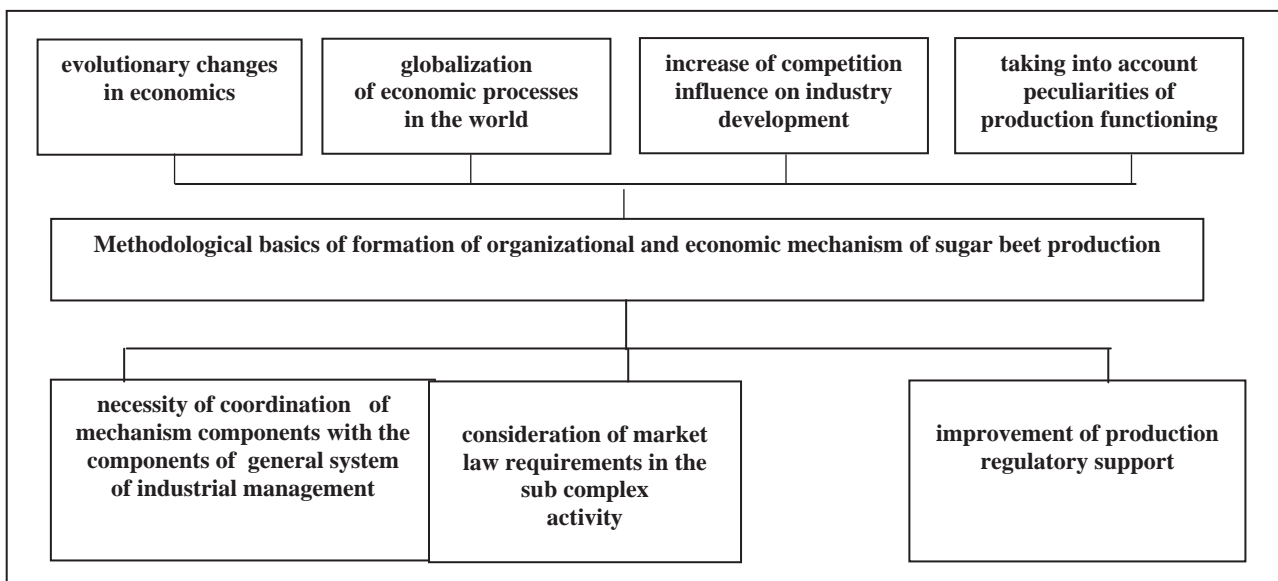 evolutionary changes
in economics
globalization
of economic processes
in the world
increase of competition
influence on industry
development
taking into account
peculiarities of
production functioning
Methodological basics of formation of organizational and economic mechanism of sugar beet production
necessity of coordination of
mechanism components with the
components of general system
of industrial management
consideration of market
law requirements in the
sub complex
activity
improvement of production
regulatory support